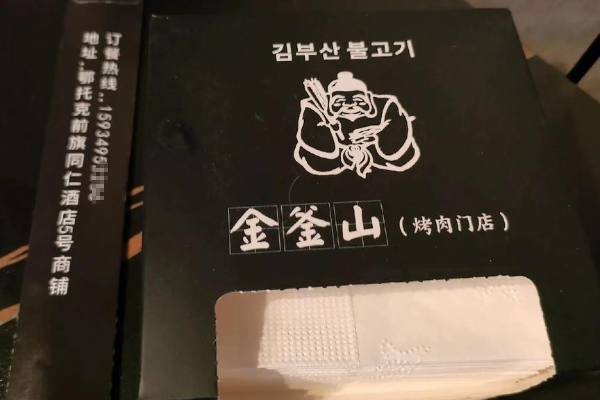 김부산 불고기
金釜山
(烤肉门店)
订餐热线..1593495
地址..鄂托克前旗同仁酒店5号商铺